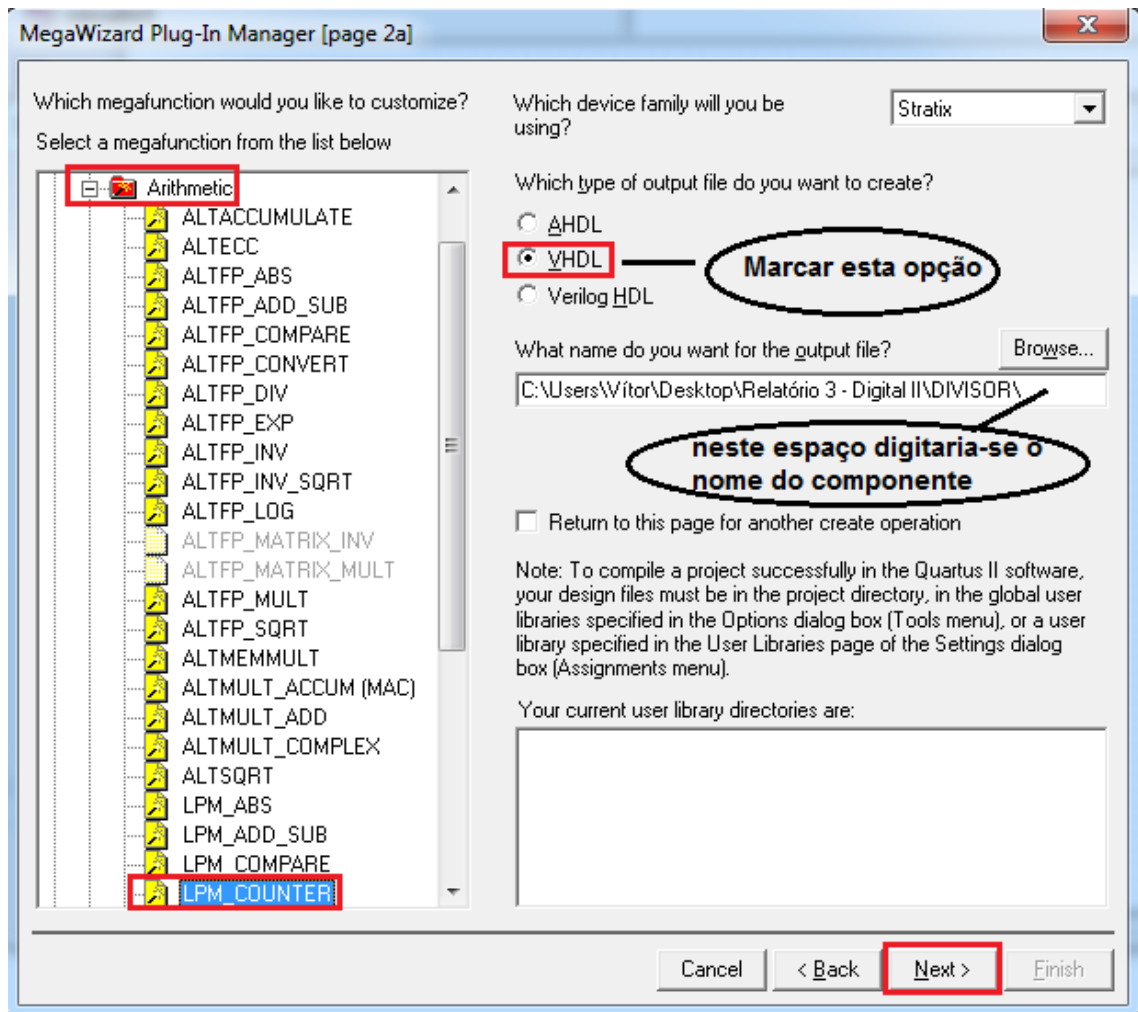 MegaWizard Plug-In Manager [page 2a]
Which megafunction would you like to customize?
Select a megafunction from the list below
Arithmetic
ALTACCUMULATE
ALTECC
ALTFP_ABS
ALTFP_ADD_SUB
ALTFP_COMPARE
ALTFP_CONVERT
ALTFP_DIV
ALTFP_EXP
ALTFP_INV
ALTFP_INV_SQRT
ALTFP_LOG
ALTFP_MATRIX_INV
ALTFP_MATRIX_MULT
ALTFP_MULT
ALTFP_SQRT
ALTMEMMULT
ALTMULT_ACCUM (MAC)
ALTMULT_ADD
ALTMULT_COMPLEX
ALTSQRT
LPM_ABS
LPM_ADD_SUB
LPM_COMPARE
LPM_COUNTER
Which device family will you be
using?
Stratix
Which type of output file do you want to create?
AHDL
VHDL
Marcar esta opção
Verilog HDL
What name do you want for the output file?
Browse...
C:\Users\Vítor\Desktop\Relatório 3 - Digital II\DIVISOR\
neste espaço digitaria-se o
nome do componente
Return to this page for another create operation
Note: To compile a project successfully in the Quartus II software,
your design files must be in the project directory, in the global user
libraries specified in the Options dialog box (Tools menu), or a user
library specified in the User Libraries page of the Settings dialog
box (Assignments menu).
Your current user library directories are:
Cancel
< Back
Next >
Finish